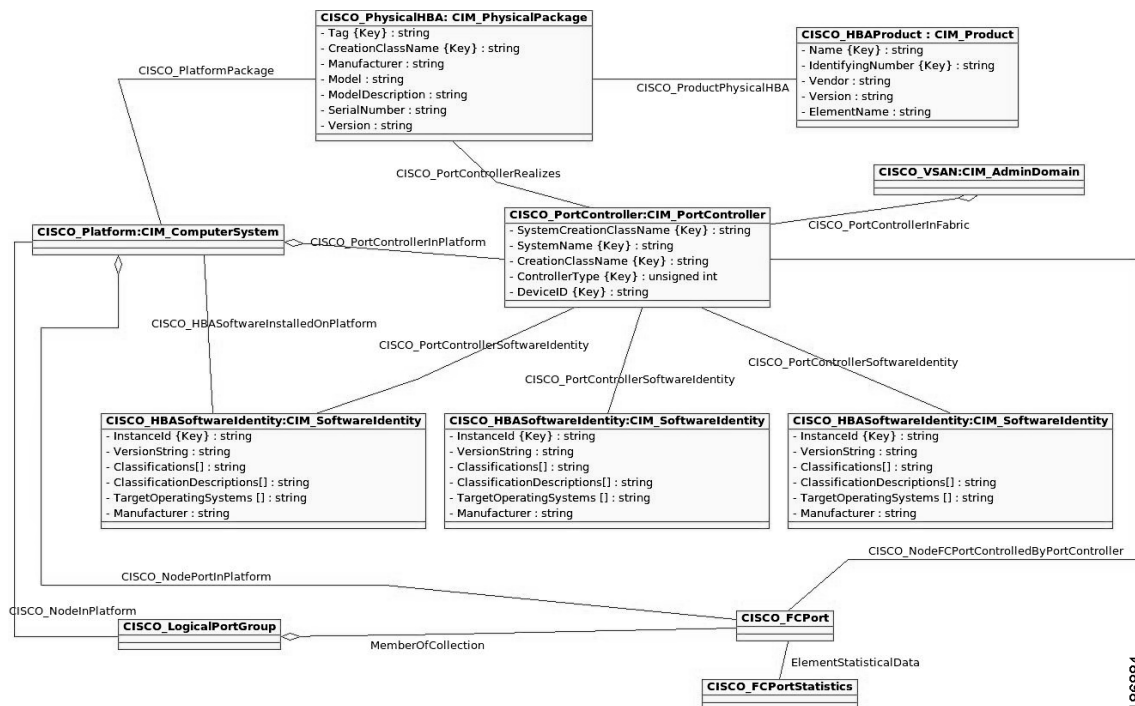 CISCO_PhysicalHBA: CIM_PhysicalPackage
- Tag {Key} : string
- CreationClassName {Key} : string
- Manufacturer : string
- Model : string
- ModelDescription : string
- SerialNumber : string
- Version : string
CISCO_HBAProduct : CIM_Product
- Name {Key} : string
- IdentifyingNumber {Key} : string
- Vendor : string
- Version : string
- ElementName : string
CISCO_PlatformPackage
CISCO_ProductPhysicalHBA
CISCO_PortControllerRealizes
CISCO_VSAN:CIM_AdminDomain
CISCO_PortController:CIM_PortController
- SystemCreationClassName {Key} : string
- SystemName {Key} : string
- CreationClassName {Key} : string
- ControllerType {Key} : unsigned int
- DeviceID {Key} : string
CISCO_PortControllerInFabric
CISCO_Platform:CIM_ComputerSystem
CISCO_PortControllerInPlatform
CISCO_HBASoftwareInstalledOnPlatform
CISCO_PortControllerSoftwareIdentity
CISCO_PortControllerSoftwareIdentity
CISCO_PortControllerSoftwareIdentity
CISCO_HBASoftwareIdentity:CIM_SoftwareIdentity
- InstanceId {Key} : string
- VersionString : string
- Classifications[] : string
- ClassificationDescriptions[] : string
- TargetOperatingSystems [] : string
- Manufacturer : string
CISCO_HBASoftwareIdentity:CIM_SoftwareIdentity
- InstanceId {Key} : string
- VersionString : string
- Classifications[] : string
- ClassificationDescriptions[] : string
- TargetOperatingSystems [] : string
- Manufacturer : string
CISCO_HBASoftwareIdentity:CIM_SoftwareIdentity
- InstanceId {Key} : string
- VersionString : string
- Classifications[] : string
- ClassificationDescriptions[] : string
- TargetOperatingSystems [] : string
- Manufacturer : string
CISCO_NodeFCPortControlledByPortController
CISCO_NodePortInPlatform
CISCO_NodeInPlatform
CISCO_LogicalPortGroup
CISCO_FCPort
MemberOfCollection
ElementStatisticalData
CISCO_FCPortStatistics